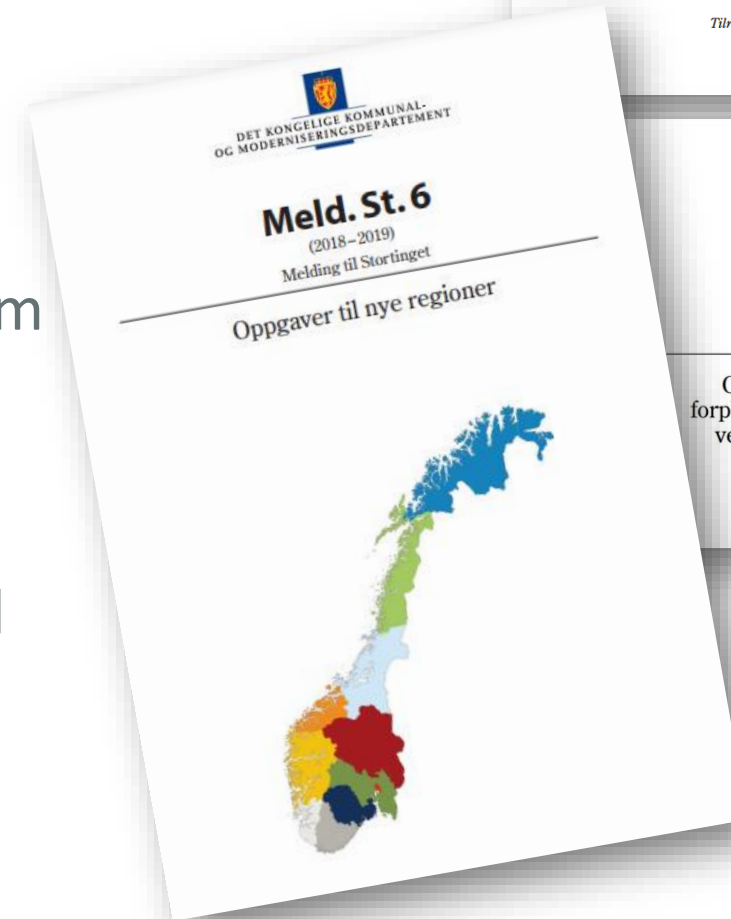 DET KONGELIGE KOMMUNAL-
OG MODERNISERINGSDEPARTEMENT
Meld. St. 6
(2018–2019)
Melding til Stortinget
Oppgaver til nye regioner